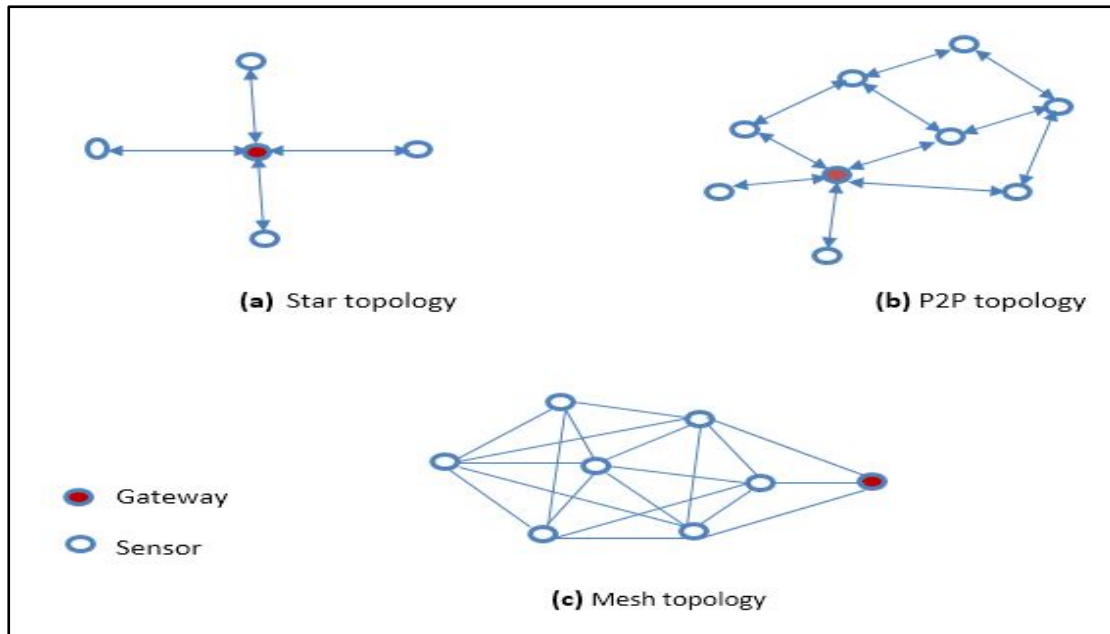 (a) Star topology
(b) P2P topology
Gateway
Sensor
(c) Mesh topology